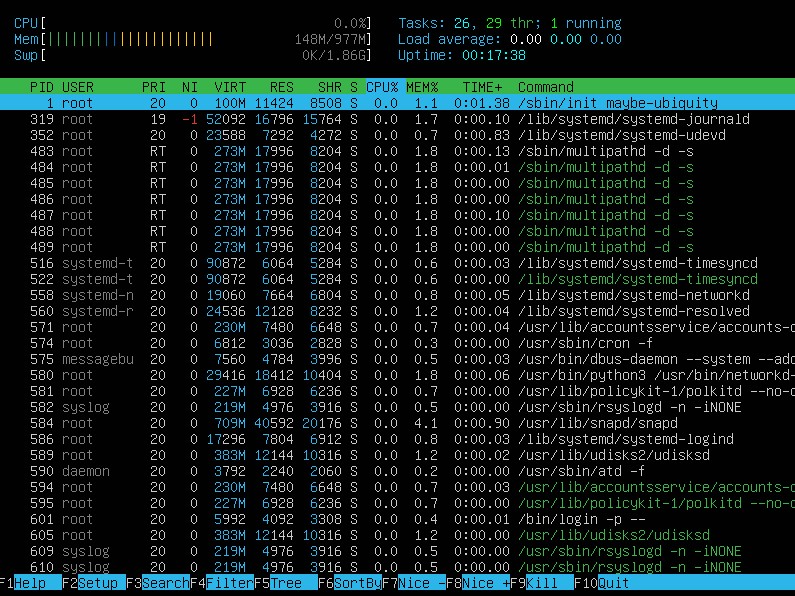 CPU[ 0.0%] Tasks: 26, 29 thr; 1 running
Mem[||||||||||||||||||||||| 148M/977M] Load average: 0.00 0.00 0.00
Swp[ 0K/1.86G] Uptime: 00:17:38
PID USER PRI NI VIRT RES SHR S CPU% MEM% TIME+ Command
1 root 20 0 100M 11424 8508 S 0.0 1.1 0:01.38 /sbin/init maybe-ubiquity
319 root 19 -1 52092 16796 15764 S 0.0 1.7 0:00.10 /lib/systemd/systemd-journald
352 root 20 0 23588 7292 4272 S 0.0 0.7 0:00.83 /lib/systemd/systemd-udevd
483 root RT 0 273M 17996 8204 S 0.0 1.8 0:00.13 /sbin/multipathd -d -s
484 root RT 0 273M 17996 8204 S 0.0 1.8 0:00.01 /sbin/multipathd -d -s
485 root RT 0 273M 17996 8204 S 0.0 1.8 0:00.00 /sbin/multipathd -d -s
486 root RT 0 273M 17996 8204 S 0.0 1.8 0:00.00 /sbin/multipathd -d -s
487 root RT 0 273M 17996 8204 S 0.0 1.8 0:00.10 /sbin/multipathd -d -s
488 root RT 0 273M 17996 8204 S 0.0 1.8 0:00.00 /sbin/multipathd -d -s
489 root RT 0 273M 17996 8204 S 0.0 1.8 0:00.00 /sbin/multipathd -d -s
516 systemd-t 20 0 90872 6064 5284 S 0.0 0.6 0:00.03 /lib/systemd/systemd-timesyncd
522 systemd-t 20 0 90872 6064 5284 S 0.0 0.6 0:00.00 /lib/systemd/systemd-timesyncd
558 systemd-n 20 0 19060 7664 6804 S 0.0 0.8 0:00.05 /lib/systemd/systemd-networkd
560 systemd-r 20 0 24536 12128 8232 S 0.0 1.2 0:00.04 /lib/systemd/systemd-resolved
571 root 20 0 230M 7480 6648 S 0.0 0.7 0:00.04 /usr/lib/accountsservice/accounts-d
574 root 20 0 6812 3036 2828 S 0.0 0.3 0:00.00 /usr/sbin/cron -f
575 messagebu 20 0 7560 4784 3996 S 0.0 0.5 0:00.03 /usr/bin/dbus-daemon --system --add
580 root 20 0 29416 18412 10404 S 0.0 1.8 0:00.06 /usr/bin/python3 /usr/bin/networkd-
581 root 20 0 227M 6928 6236 S 0.0 0.7 0:00.00 /usr/lib/policykit-1/polkitd --no-d
582 syslog 20 0 219M 4976 3916 S 0.0 0.5 0:00.00 /usr/sbin/rsyslogd -n -iNONE
584 root 20 0 709M 40592 20176 S 0.0 4.1 0:00.90 /usr/lib/snapd/snapd
586 root 20 0 17296 7804 6912 S 0.0 0.8 0:00.03 /lib/systemd/systemd-logind
589 root 20 0 383M 12144 10316 S 0.0 1.2 0:00.02 /usr/lib/udisks2/udisksd
590 daemon 20 0 3792 2240 2060 S 0.0 0.2 0:00.00 /usr/sbin/atd -f
594 root 20 0 230M 7480 6648 S 0.0 0.7 0:00.03 /usr/lib/accountsservice/accounts-d
595 root 20 0 227M 6928 6236 S 0.0 0.7 0:00.00 /usr/lib/policykit-1/polkitd --no-d
601 root 20 0 5992 4092 3308 S 0.0 0.4 0:00.01 /bin/login -p --
605 root 20 0 383M 12144 10316 S 0.0 1.2 0:00.00 /usr/lib/udisks2/udisksd
609 syslog 20 0 219M 4976 3916 S 0.0 0.5 0:00.00 /usr/sbin/rsyslogd -n -iNONE
610 syslog 20 0 219M 4976 3916 S 0.0 0.5 0:00.00 /usr/sbin/rsyslogd -n -iNONE
F1Help F2Setup F3SearchF4FilterF5Tree F6SortByF7Nice -F8Nice +F9Kill F10Quit